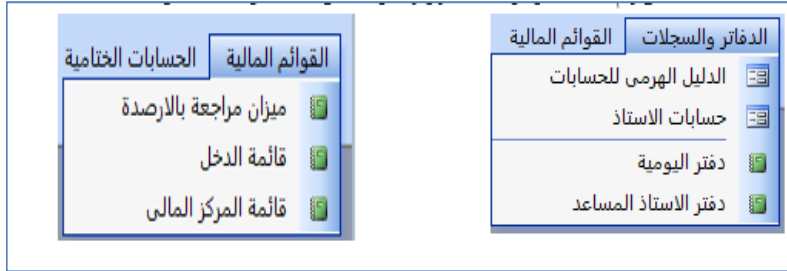 الدفاتر والسجلات القوائم المالية
الدليل الهرمى للحسابات
حسابات الاستاذ
دفتر اليومية
دفتر الاستاذ المساعد
القوائم المالية الحسابات الختامية
ميزان مراجعة بالارصدة
قائمة الدخل
قائمة المركز المالى